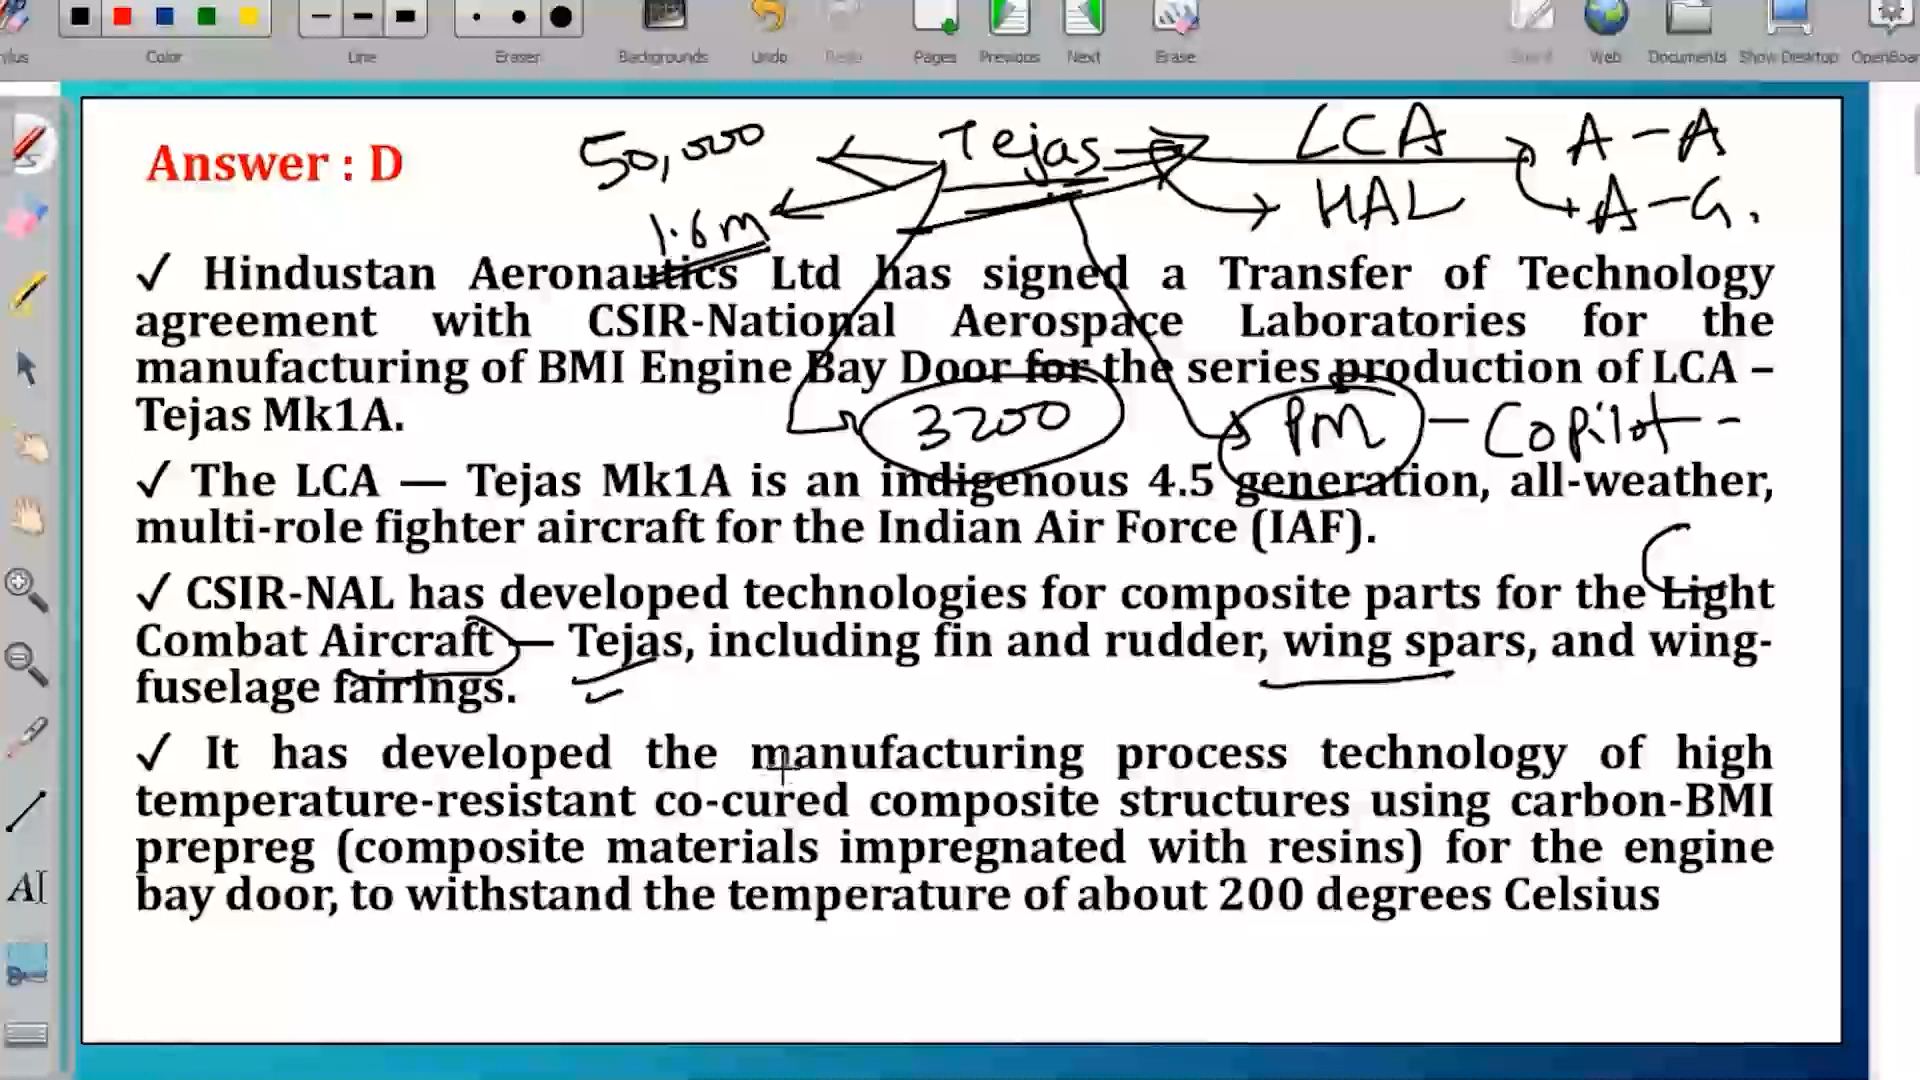 Color Line Eraser Backgrounds Undo Redo Pages Previous Next Erase Board Web Documents Show Desktop OpenBoar
Answer : D
50,000 Tejas LCA A - A
1.6 m HAL A - G.
✓ Hindustan Aeronautics Ltd has signed a Transfer of Technology
agreement with CSIR-National Aerospace Laboratories for the
manufacturing of BMI Engine Bay Door for the series production of LCA –
Tejas Mk1A.
3200 PM - Copilot -
✓ The LCA — Tejas Mk1A is an indigenous 4.5 generation, all-weather,
multi-role fighter aircraft for the Indian Air Force (IAF).
✓ CSIR-NAL has developed technologies for composite parts for the Light
Combat Aircraft — Tejas, including fin and rudder, wing spars, and wing-
fuselage fairings.
✓ It has developed the manufacturing process technology of high
temperature-resistant co-cured composite structures using carbon-BMI
prepreg (composite materials impregnated with resins) for the engine
bay door, to withstand the temperature of about 200 degrees Celsius